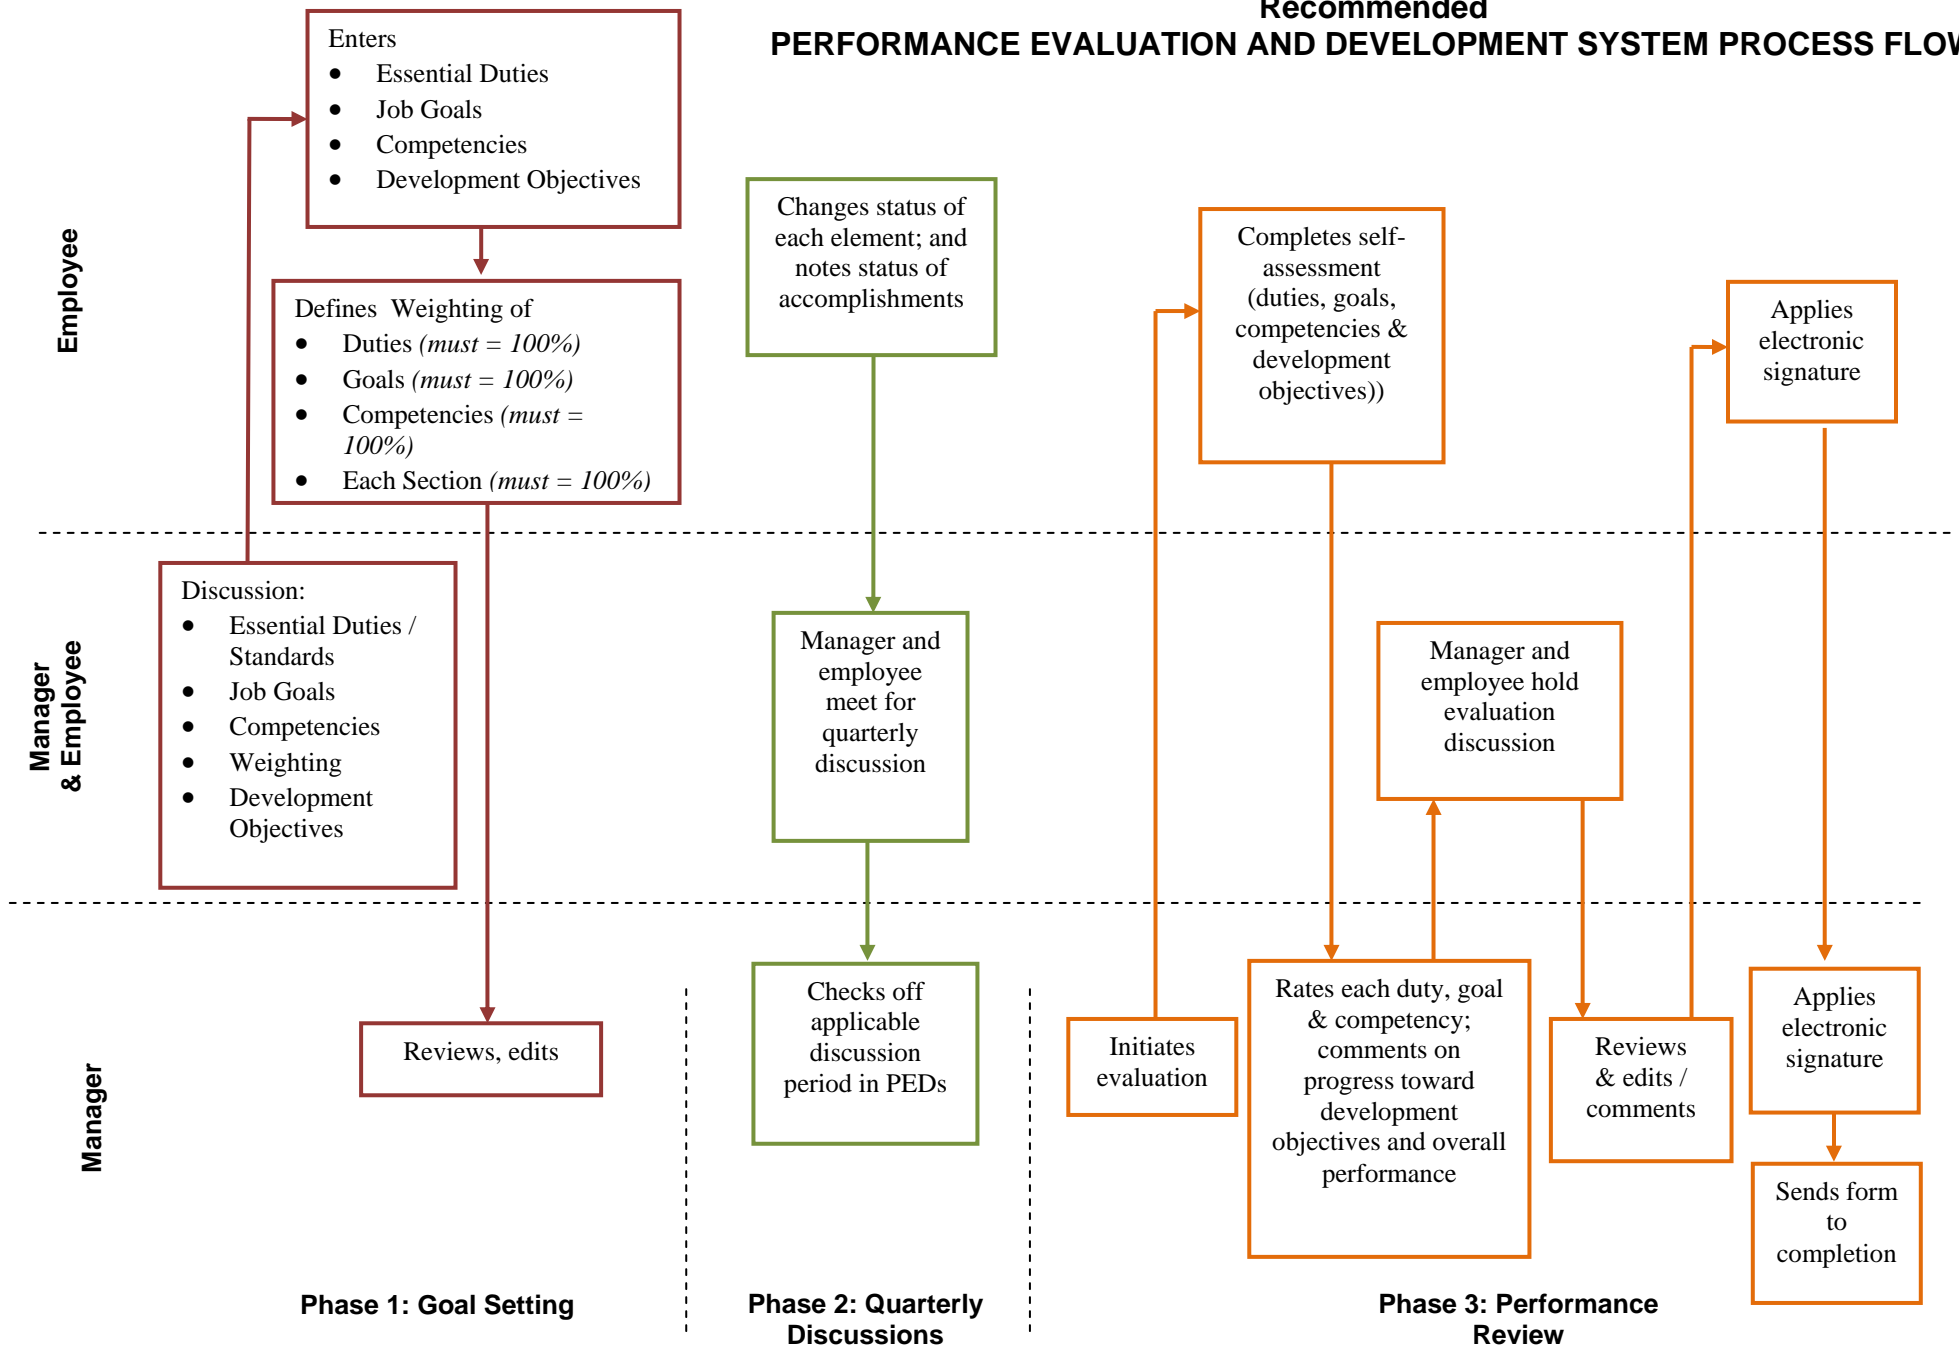 Recommended
PERFORMANCE EVALUATION AND DEVELOPMENT SYSTEM PROCESS FLOW
Employee
Enters
• Essential Duties
• Job Goals
• Competencies
• Development Objectives
Defines Weighting of
• Duties (must = 100%)
• Goals (must = 100%)
• Competencies (must =
100%)
• Each Section (must = 100%)
Changes status of
each element; and
notes status of
accomplishments
Completes self-
assessment
(duties, goals,
competencies &
development
objectives))
Applies
electronic
signature
Manager
& Employee
Discussion:
• Essential Duties /
Standards
• Job Goals
• Competencies
• Weighting
• Development
Objectives
Manager and
employee
meet for
quarterly
discussion
Manager and
employee hold
evaluation
discussion
Manager
Reviews, edits
Checks off
applicable
discussion
period in PEDs
Initiates
evaluation
Rates each duty, goal
& competency;
comments on
progress toward
development
objectives and overall
performance
Reviews
& edits /
comments
Applies
electronic
signature
Sends form
to
completion
Phase 1: Goal Setting
Phase 2: Quarterly
Discussions
Phase 3: Performance
Review